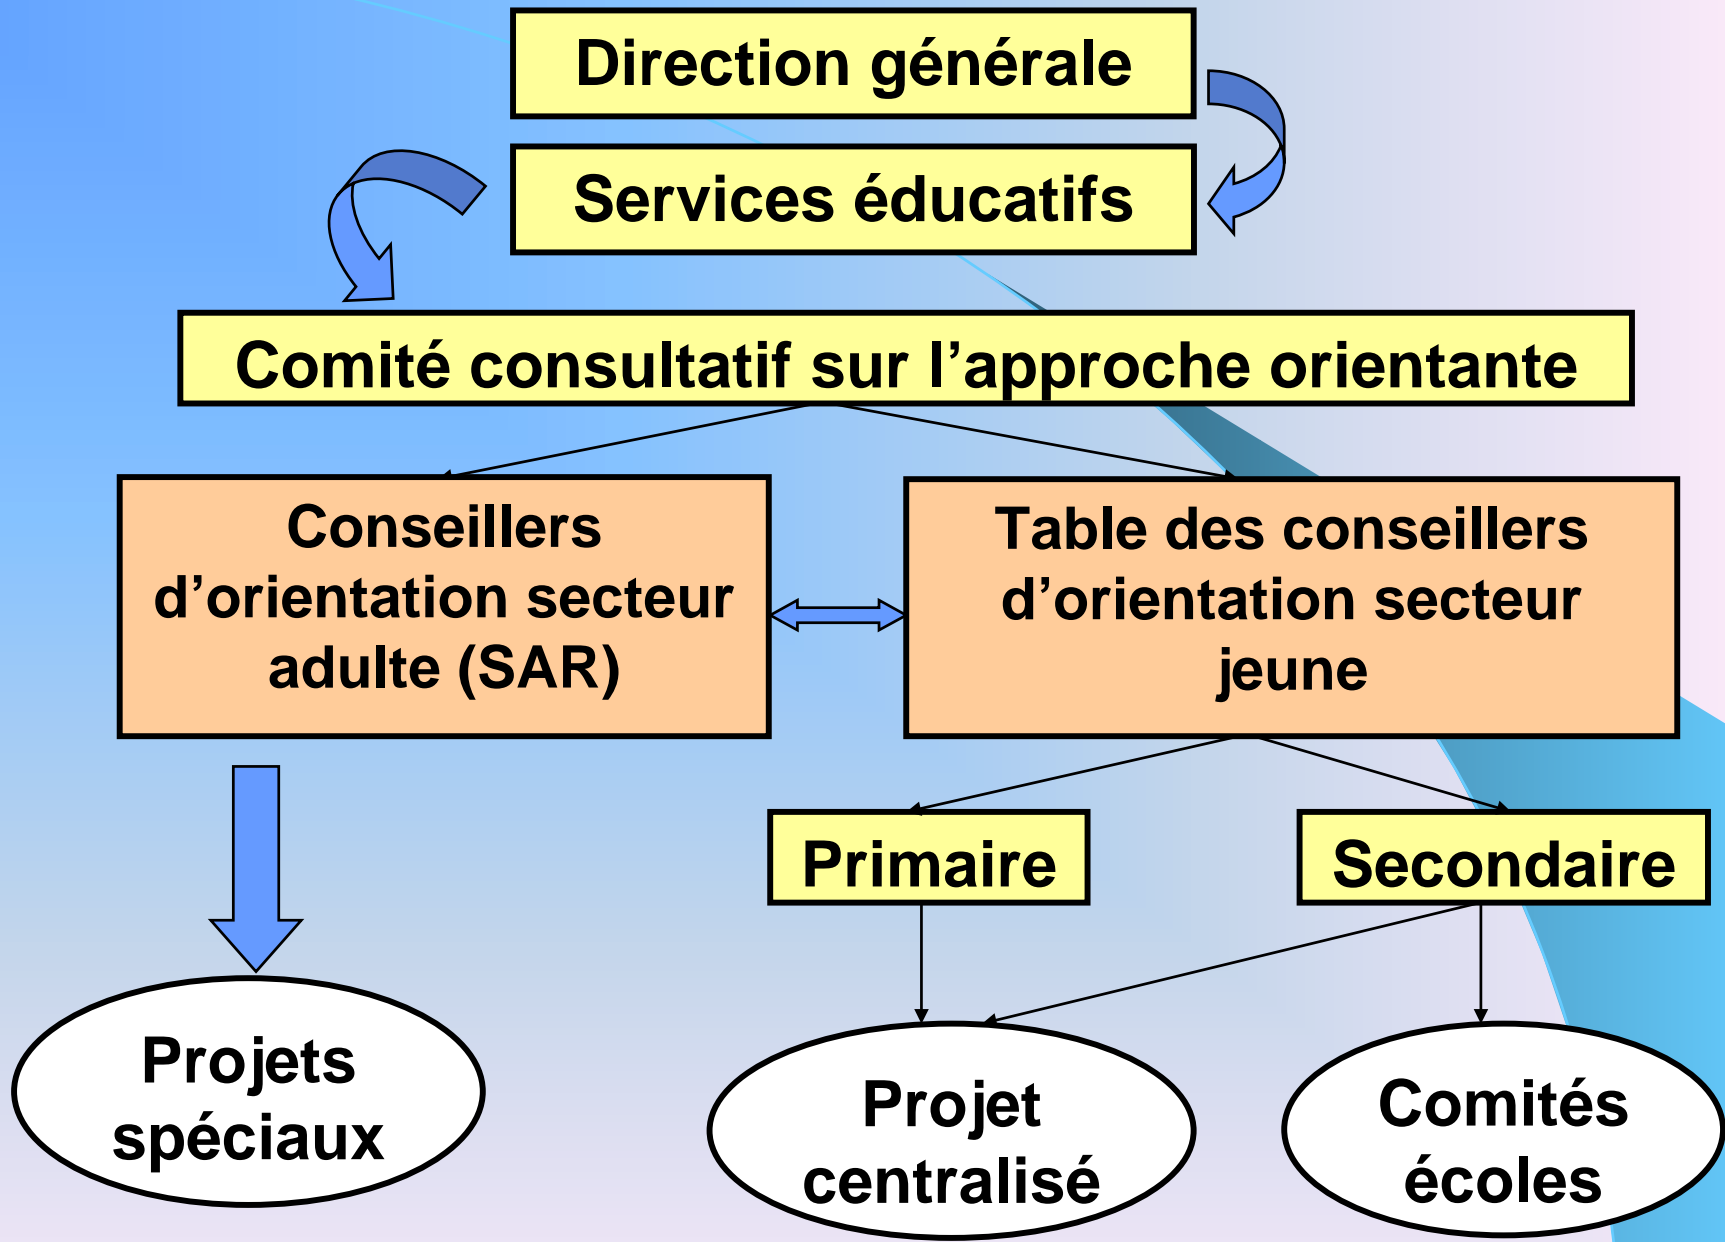 Direction générale
Services éducatifs
Comité consultatif sur l’approche orientante
Conseillers
d’orientation secteur
adulte (SAR)
Table des conseillers
d’orientation secteur
jeune
Primaire
Secondaire
Projets
spéciaux
Projet
centralisé
Comités
écoles